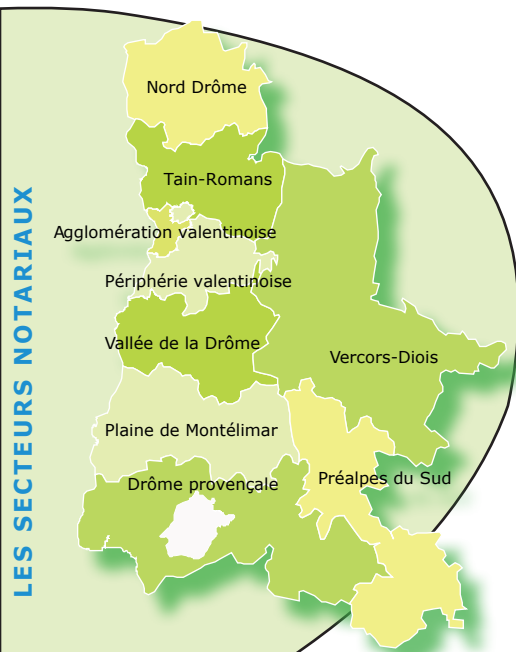 LES SECTEURS NOTARIAUX
Nord Drôme
Tain-Romans
Agglomération valentinoise
Périphérie valentinoise
Vallée de la Drôme
Vercors-Diois
Plaine de Montélimar
Préalpes du Sud
Drôme provençale